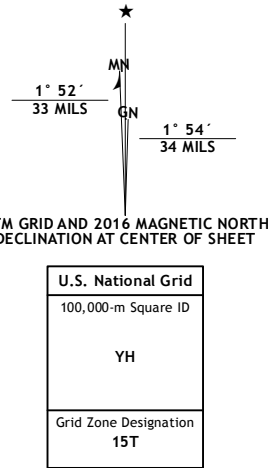 MN
1° 52´
33 MILS
GN
1° 54´
34 MILS
TM GRID AND 2016 MAGNETIC NORTH
DECLINATION AT CENTER OF SHEET
U.S. National Grid
100,000-m Square ID
YH
Grid Zone Designation
15T